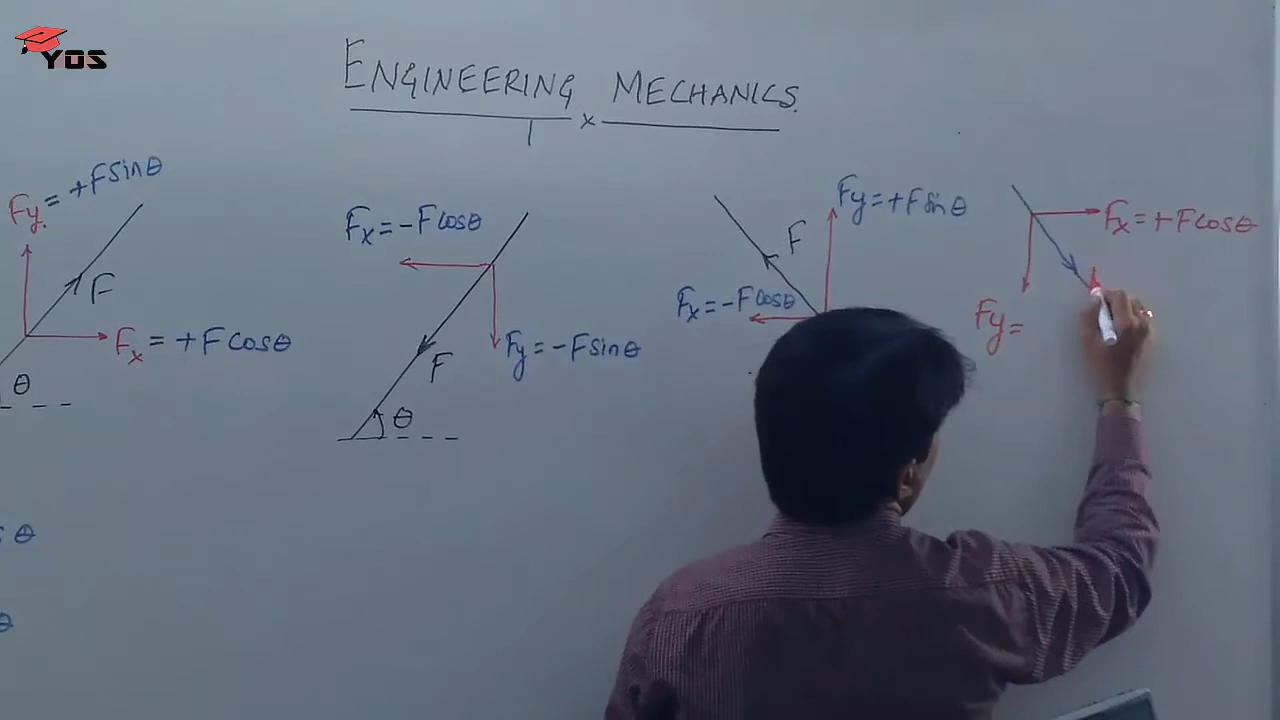 YOS
ENGINEERING MECHANICS.
Fy = +Fsinθ
F
Fx = +Fcosθ
θ
Fx = -Fcosθ
F
Fy = -Fsinθ
θ
Fy = +Fsinθ
F
Fx = -Fcosθ
Fx = +Fcosθ
Fy =
θ
θ